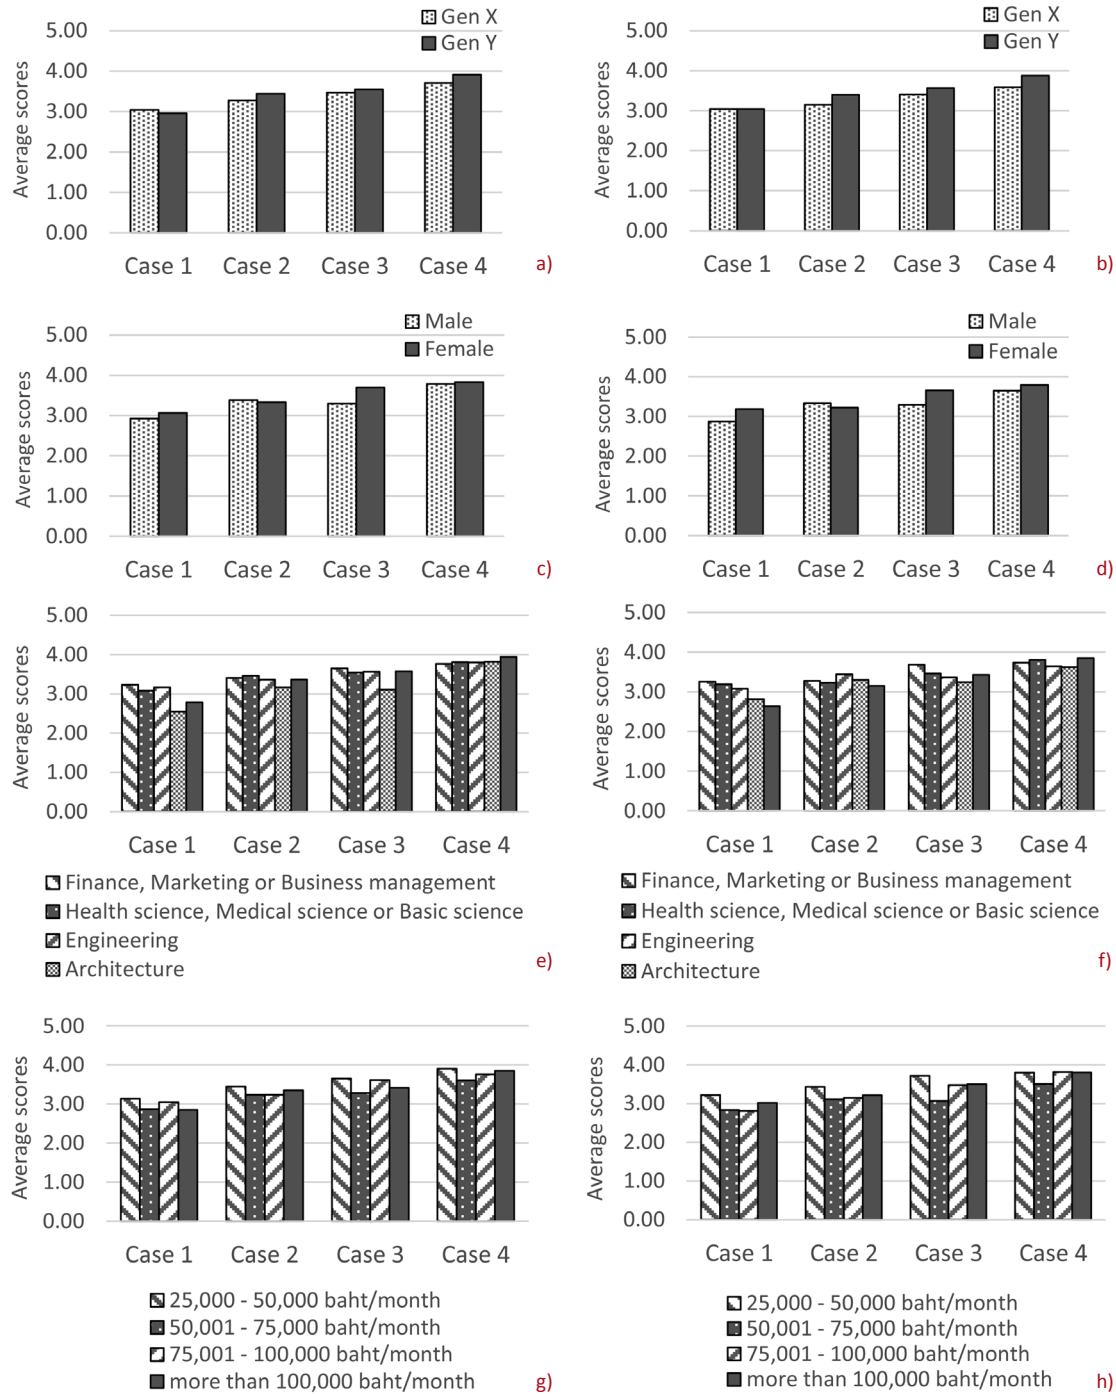 Gen X
Gen Y
5.00
4.00
3.00
2.00
1.00
0.00
Average scores
Case 1 Case 2 Case 3 Case 4
a)
Gen X
Gen Y
5.00
4.00
3.00
2.00
1.00
0.00
Average scores
Case 1 Case 2 Case 3 Case 4
b)
Male
Female
5.00
4.00
3.00
2.00
1.00
0.00
Average scores
Case 1 Case 2 Case 3 Case 4
c)
Male
Female
5.00
4.00
3.00
2.00
1.00
0.00
Average scores
Case 1 Case 2 Case 3 Case 4
d)
5.00
4.00
3.00
2.00
1.00
0.00
Average scores
Case 1 Case 2 Case 3 Case 4
Finance, Marketing or Business management
Health science, Medical science or Basic science
Engineering
Architecture
e)
5.00
4.00
3.00
2.00
1.00
0.00
Average scores
Case 1 Case 2 Case 3 Case 4
Finance, Marketing or Business management
Health science, Medical science or Basic science
Engineering
Architecture
f)
5.00
4.00
3.00
2.00
1.00
0.00
Average scores
Case 1 Case 2 Case 3 Case 4
25,000 - 50,000 baht/month
50,001 - 75,000 baht/month
75,001 - 100,000 baht/month
more than 100,000 baht/month
g)
5.00
4.00
3.00
2.00
1.00
0.00
Average scores
Case 1 Case 2 Case 3 Case 4
25,000 - 50,000 baht/month
50,001 - 75,000 baht/month
75,001 - 100,000 baht/month
more than 100,000 baht/month
h)